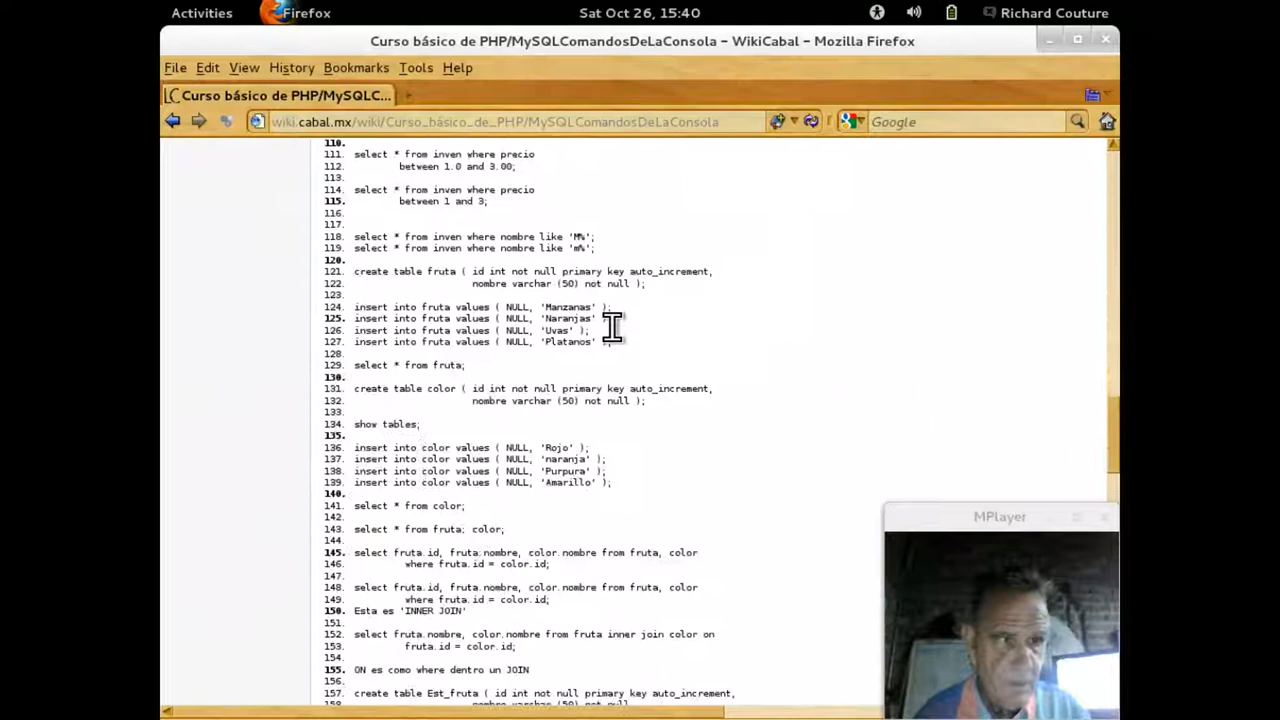 Activities Firefox Sat Oct 26, 15:40 Richard Couture
Curso básico de PHP/MySQLComandosDeLaConsola – WikiCabal – Mozilla Firefox
File Edit View History Bookmarks Tools Help
Curso básico de PHP/MySQLC...
wiki.cabal.mx/wiki/Curso_básico_de_PHP/MySQLComandosDeLaConsola Google
110.
111. select * from inven where precio
112. between 1.0 and 3.00;
113.
114. select * from inven where precio
115. between 1 and 3;
116.
117.
118. select * from inven where nombre like 'M%';
119. select * from inven where nombre like 'm%';
120.
121. create table fruta ( id int not null primary key auto_increment,
122. nombre varchar (50) not null );
123.
124. insert into fruta values ( NULL, 'Manzanas' );
125. insert into fruta values ( NULL, 'Naranjas'
126. insert into fruta values ( NULL, 'Uvas' );
127. insert into fruta values ( NULL, 'Platanos' );
128.
129. select * from fruta;
130.
131. create table color ( id int not null primary key auto_increment,
132. nombre varchar (50) not null );
133.
134. show tables;
135.
136. insert into color values ( NULL, 'Rojo' );
137. insert into color values ( NULL, 'naranja' );
138. insert into color values ( NULL, 'Purpura' );
139. insert into color values ( NULL, 'Amarillo' );
140.
141. select * from color;
142.
143. select * from fruta, color;
144.
145. select fruta.id, fruta.nombre, color.nombre from fruta, color
146. where fruta.id = color.id;
147.
148. select fruta.id, fruta.nombre, color.nombre from fruta, color
149. where fruta.id = color.id;
150. Esta es 'INNER JOIN'
151.
152. select fruta.nombre, color.nombre from fruta inner join color on
153. fruta.id = color.id;
154.
155. ON es como where dentro un JOIN
156.
157. create table Est_fruta ( id int not null primary key auto_increment,
158. nombre varchar (50) not null
MPlayer